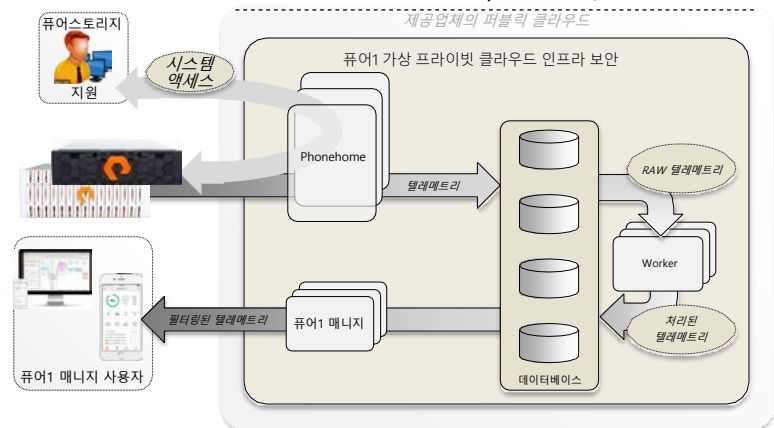 제공업체의 퍼블릭 클라우드
퓨어스토리지
지원
시스템
액세스
퓨어1 가상 프라이빗 클라우드 인프라 보안
Phonehome
텔레메트리
RAW 텔레메트리
Worker
처리된
텔레메트리
데이터베이스
퓨어1 매니지
필터링된 텔레메트리
퓨어1 매니지 사용자